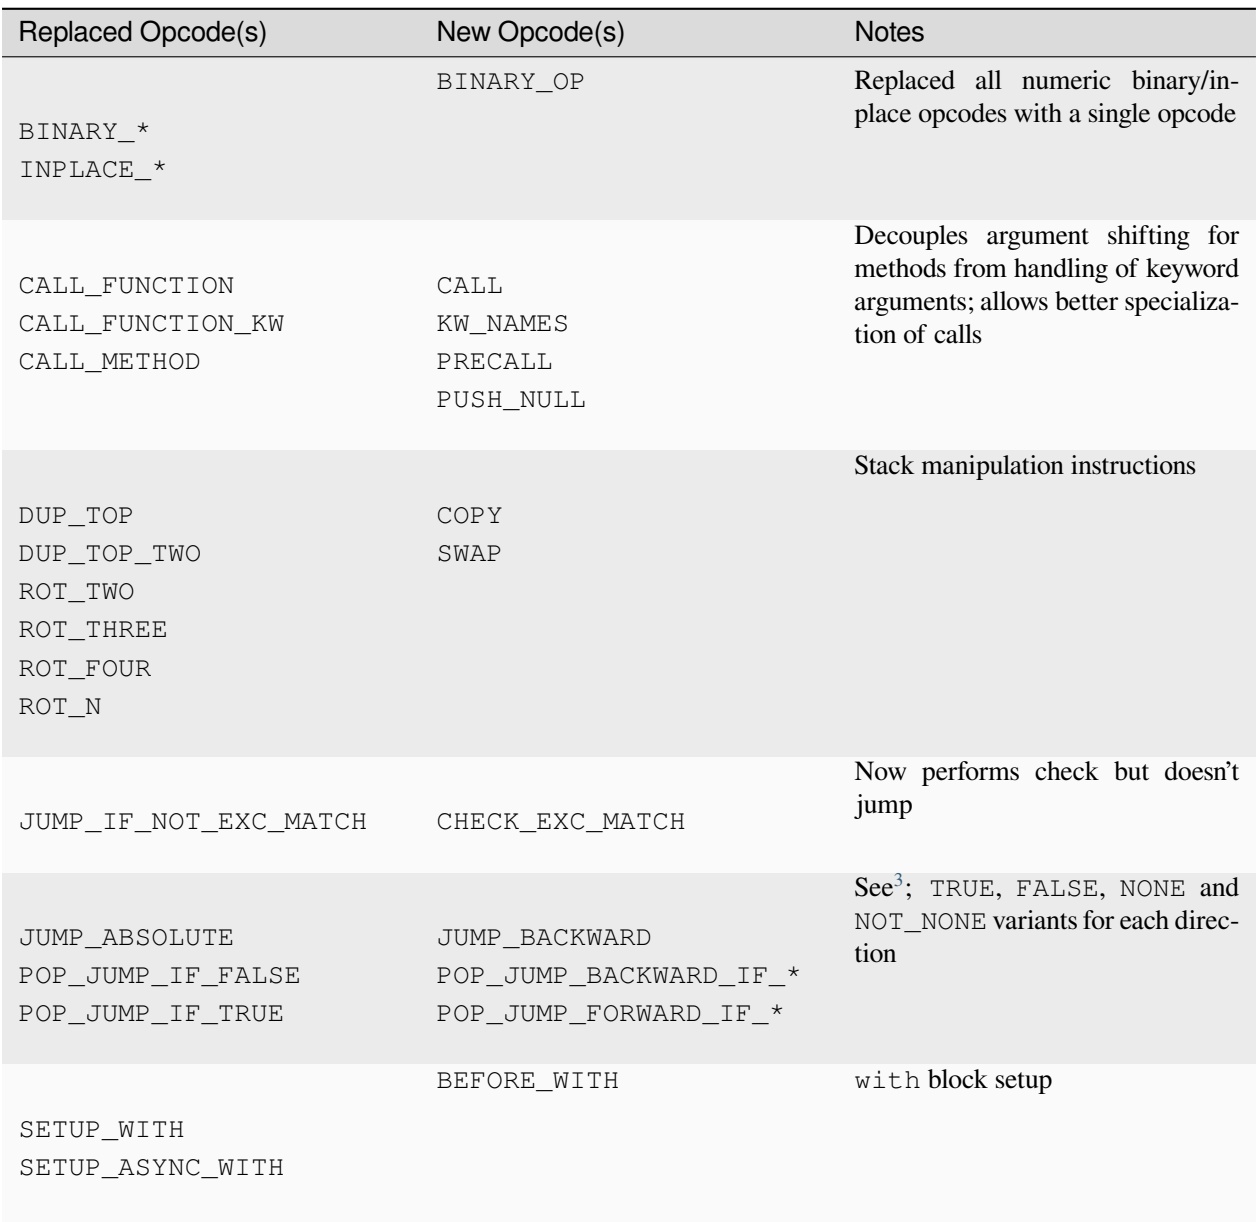 Replaced Opcode(s) New Opcode(s) Notes
BINARY_*
INPLACE_*
BINARY_OP
Replaced all numeric binary/in-
place opcodes with a single opcode
CALL_FUNCTION
CALL_FUNCTION_KW
CALL_METHOD
CALL
KW_NAMES
PRECALL
PUSH_NULL
Decouples argument shifting for
methods from handling of keyword
arguments; allows better specializa-
tion of calls
DUP_TOP
DUP_TOP_TWO
ROT_TWO
ROT_THREE
ROT_FOUR
ROT_N
COPY
SWAP
Stack manipulation instructions
JUMP_IF_NOT_EXC_MATCH
CHECK_EXC_MATCH
Now performs check but doesn't
jump
JUMP_ABSOLUTE
POP_JUMP_IF_FALSE
POP_JUMP_IF_TRUE
JUMP_BACKWARD
POP_JUMP_BACKWARD_IF_*
POP_JUMP_FORWARD_IF_*
See3; TRUE, FALSE, NONE and
NOT_NONE variants for each direc-
tion
SETUP_WITH
SETUP_ASYNC_WITH
BEFORE_WITH
with block setup